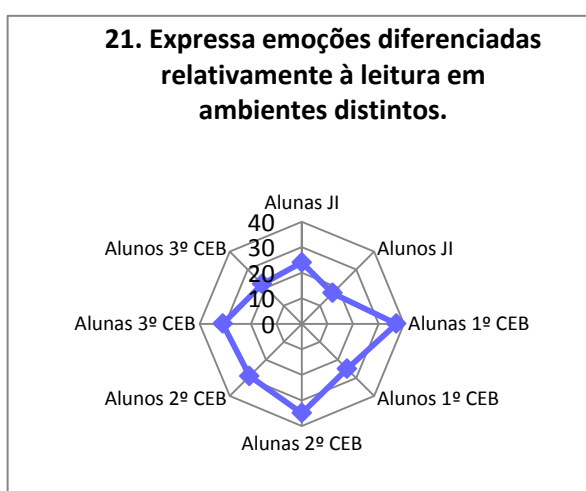 21. Expressa emoções diferenciadas
relativamente à leitura em
ambientes distintos.
Alunas JI
40
Alunos 3º CEB
30
Alunos JI
20
10
Alunas 3º CEB
0
Alunas 1º CEB
Alunos 2º CEB
Alunos 1º CEB
Alunas 2º CEB